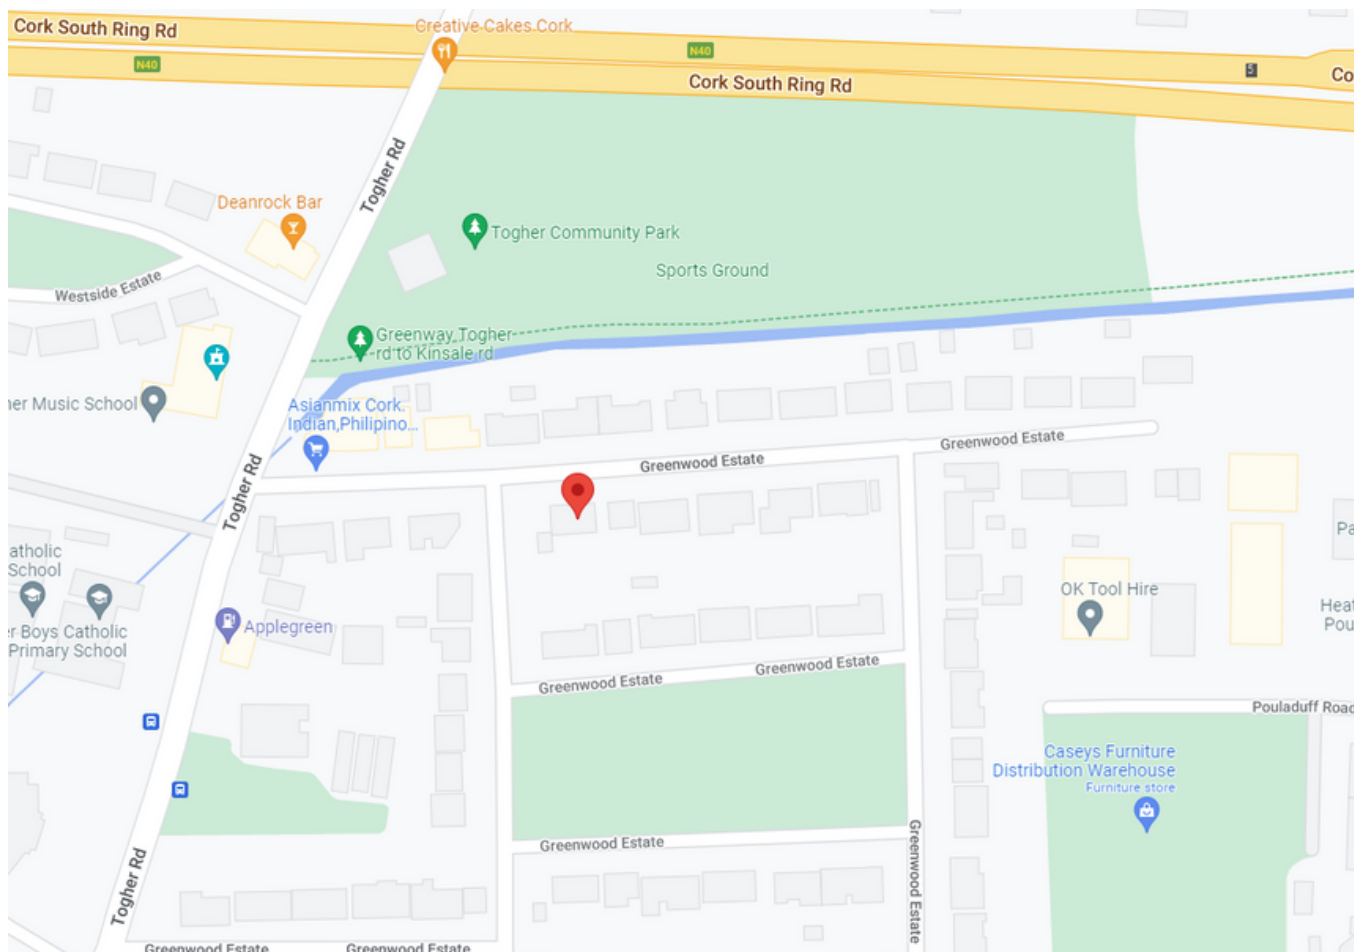 Creative Cakes Cork
Cork South Ring Rd
N40
N40
Cork South Ring Rd
5
Co
Togher Rd
Deanrock Bar
Togher Community Park
Sports Ground
Westside Estate
Greenway Togher
rd to Kinsale rd
ner Music School
Asianmix Cork.
Indian,Philipino...
Greenwood Estate
Greenwood Estate
Togher Rd
Pa
atholic
School
OK Tool Hire
Heat
Pou
er Boys Catholic
Primary School
Applegreen
Greenwood Estate
Greenwood Estate
Pouladuff Road
Caseys Furniture
Distribution Warehouse
Furniture store
Greenwood Estate
Greenwood Estate
Togher Rd
Greenwood Estate
Greenwood Estate